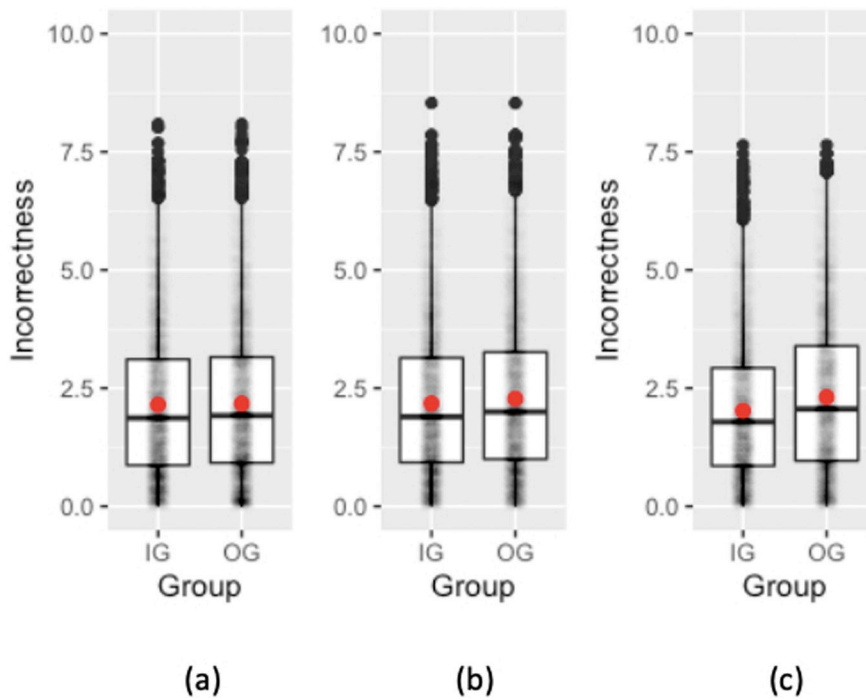 Incorrectness
10.0
7.5
5.0
2.5
0.0
IG OG
Group
(a)
10.0
7.5
5.0
2.5
0.0
IG OG
Group
(b)
Incorrectness
10.0
7.5
5.0
2.5
0.0
IG OG
Group
(c)